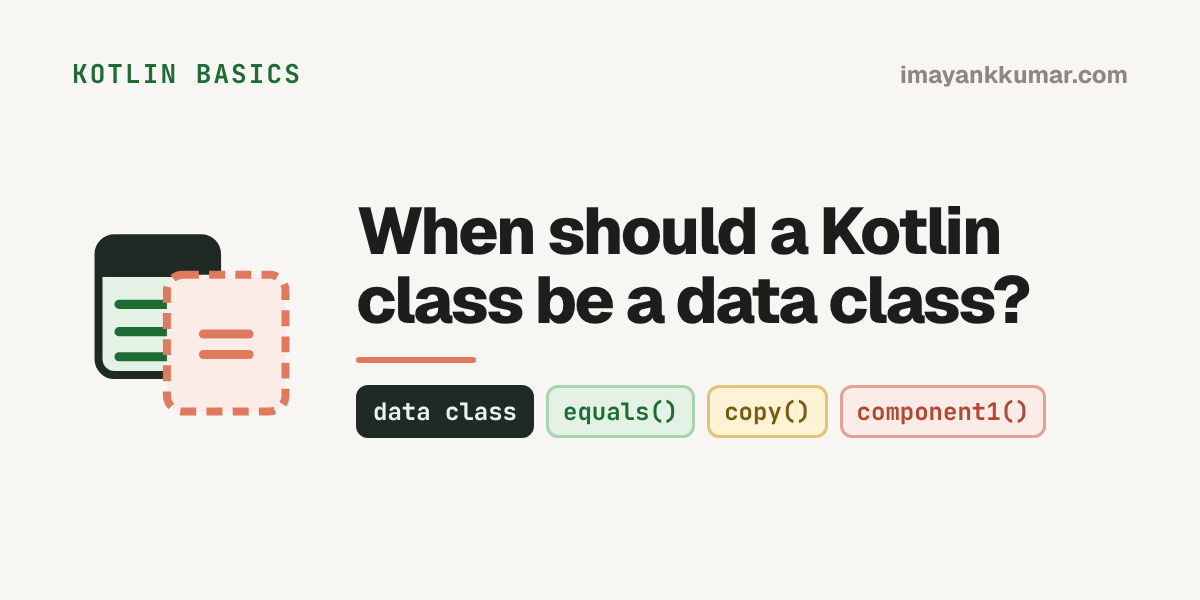 KOTLIN BASICS
imayankkumar.com
When should a Kotlin
class be a data class?
data class
equals()
copy()
component1()